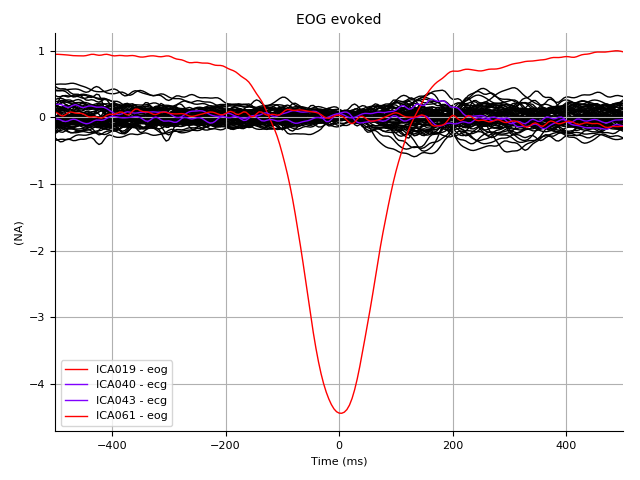 EOG evoked
1
0
−1
−2
−3
−4
(NA)
ICA019 - eog
ICA040 - ecg
ICA043 - ecg
ICA061 - eog
−400
−200
0
200
400
Time (ms)